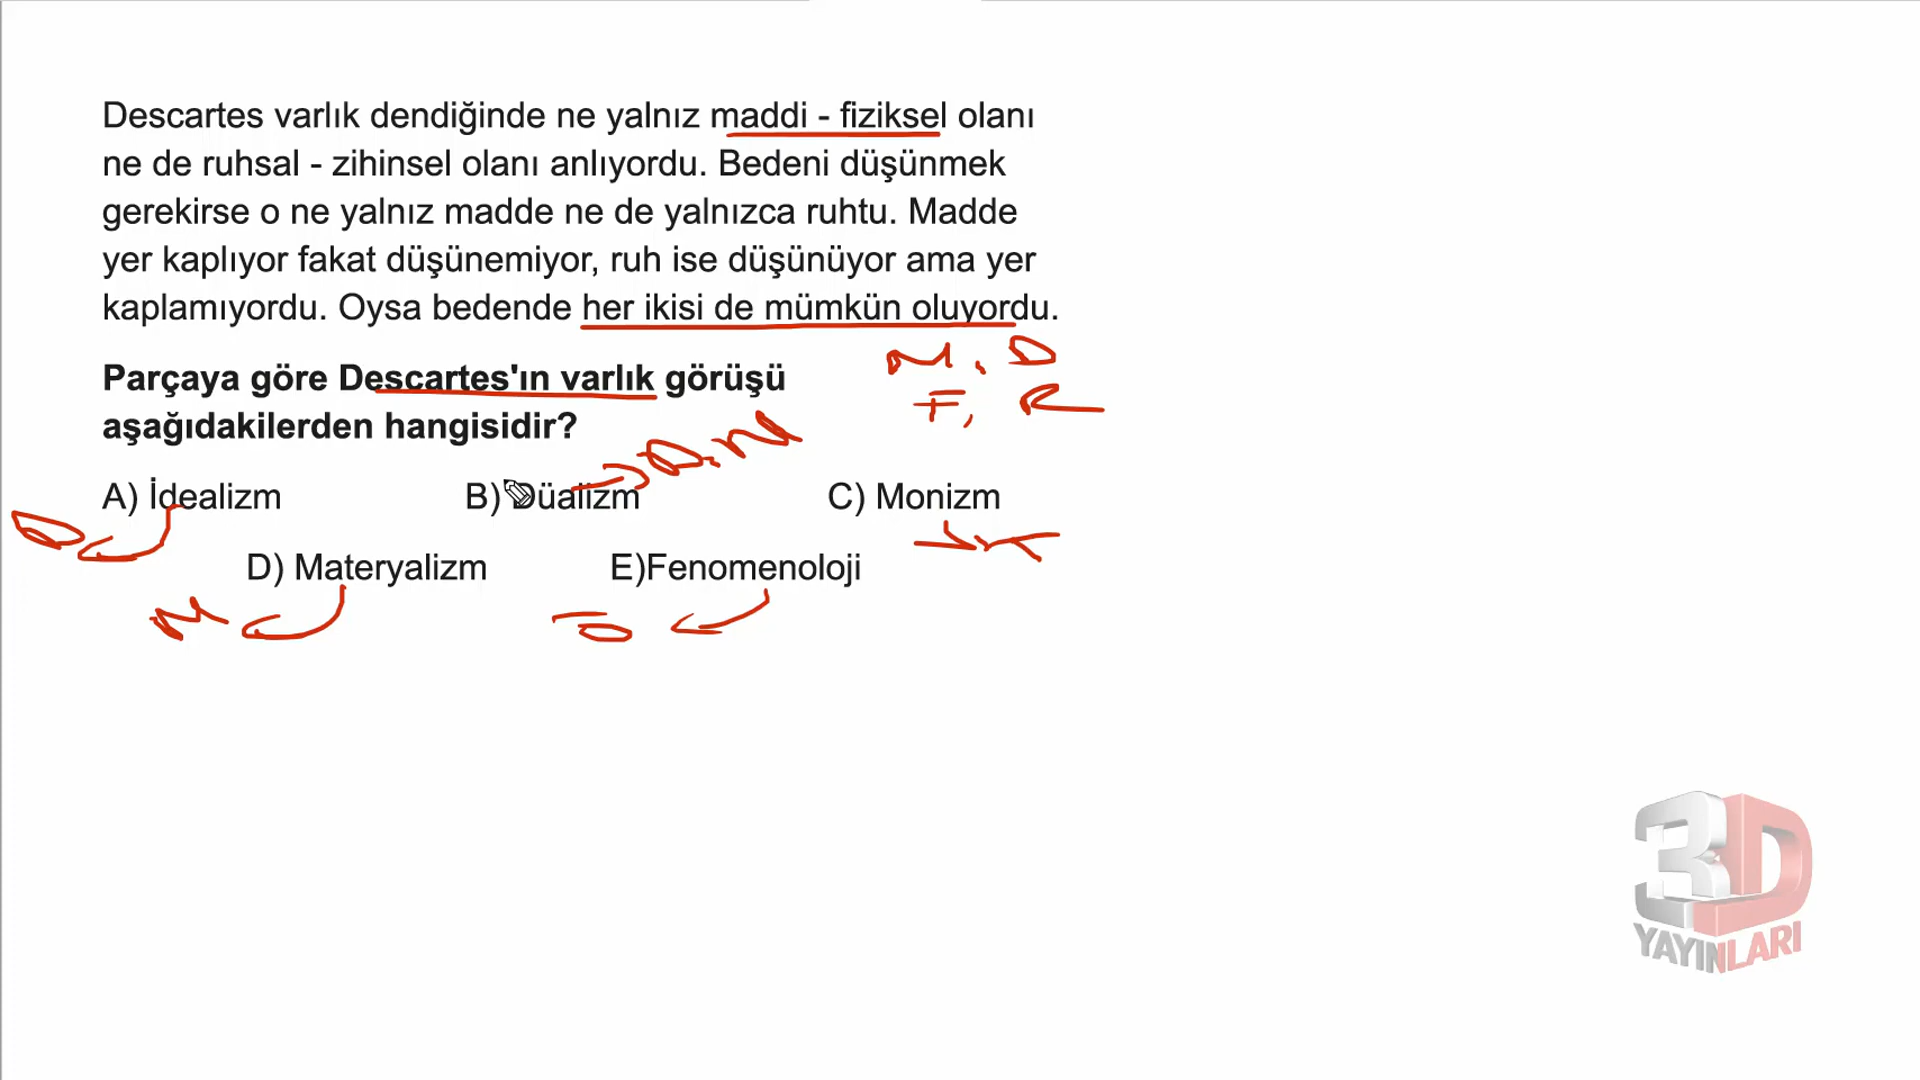 Descartes varlık dendiğinde ne yalnız maddi - fiziksel olanı
ne de ruhsal - zihinsel olanı anlıyordu. Bedeni düşünmek
gerekirse o ne yalnız madde ne de yalnızca ruhtu. Madde
yer kaplıyor fakat düşünemiyor, ruh ise düşünüyor ama yer
kaplamıyordu. Oysa bedende her ikisi de mümkün oluyordu.
M, D
F, R
Parçaya göre Descartes'ın varlık görüşü
aşağıdakilerden hangisidir?
D, M
A) İdealizm B) Düalizm C) Monizm
D
D) Materyalizm E)Fenomenoloji
M
3D
YAYINLARI